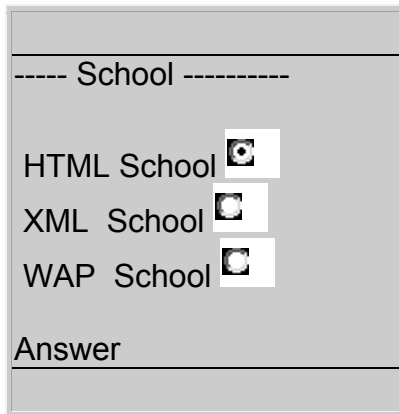 ----- School ----------
HTML School
XML  School
WAP  School
Answer